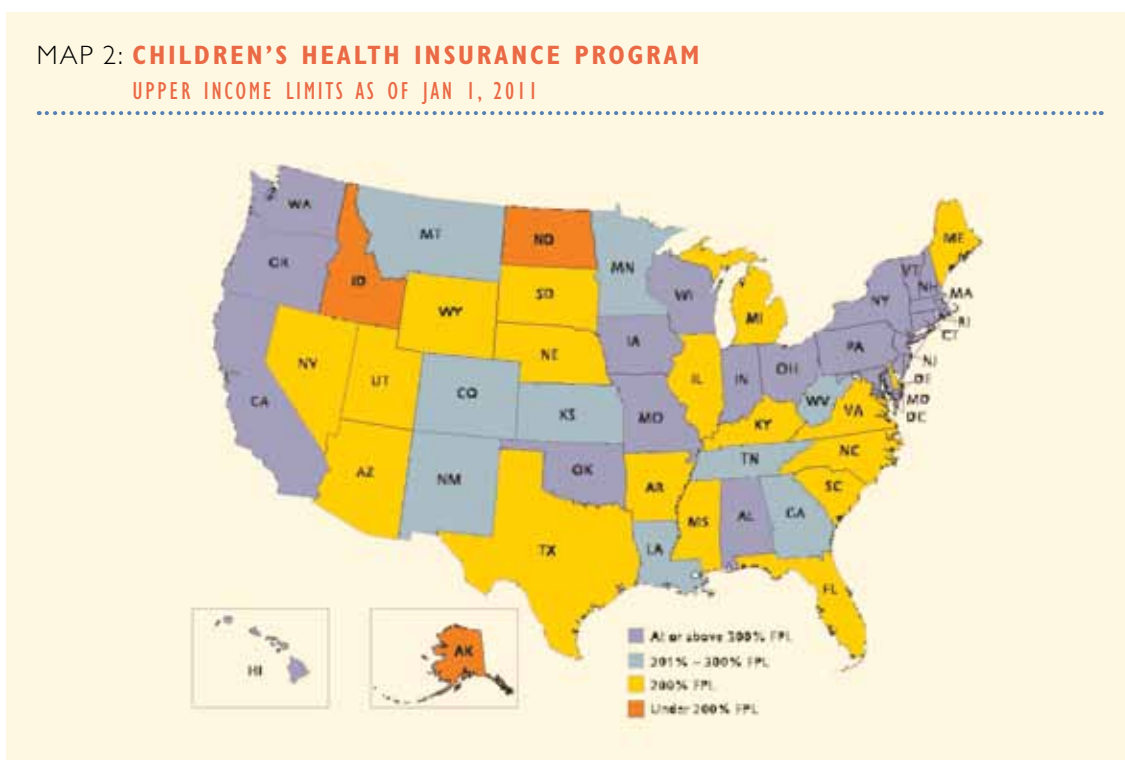 MAP 2: CHILDREN'S HEALTH INSURANCE PROGRAM
UPPER INCOME LIMITS AS OF JAN 1, 2011
WA
OR
CA
ID
NV
MT
WY
UT
AZ
CO
NM
ND
SD
NE
KS
OK
TX
MN
IA
MO
AR
LA
WI
IL
MS
MI
IN
OH
KY
TN
AL
GA
FL
WV
VA
NC
SC
PA
NY
VT
NH
ME
MA
RI
CT
NJ
DE
MD
DC
HI
AK
At or above 300% FPL
201% – 300% FPL
200% FPL
Under 200% FPL